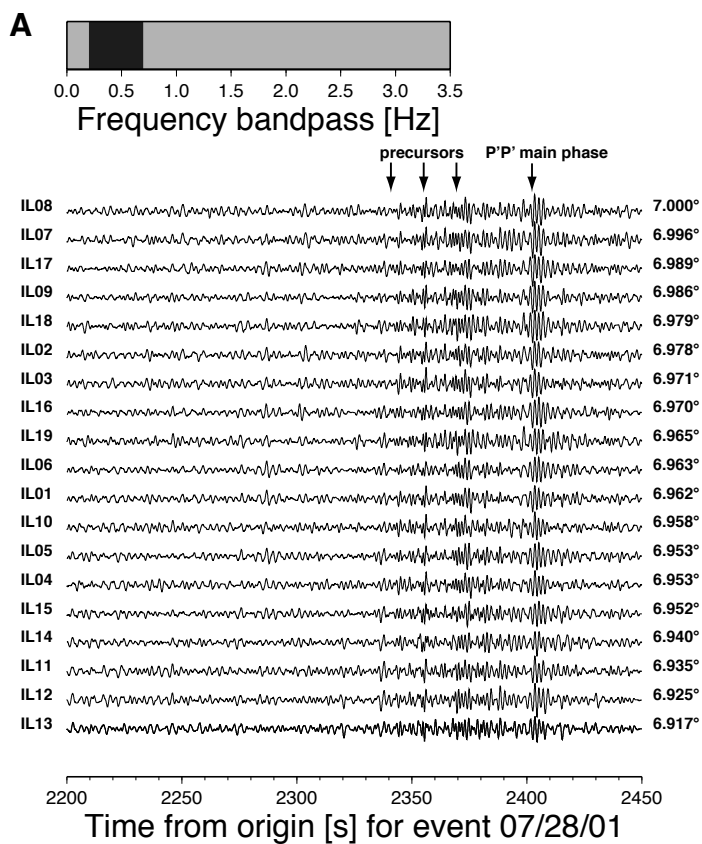 A
0.0 0.5 1.0 1.5 2.0 2.5 3.0 3.5
Frequency bandpass [Hz]
precursors P'P' main phase
IL08 7.000°
IL07 6.996°
IL17 6.989°
IL09 6.986°
IL18 6.979°
IL02 6.978°
IL03 6.971°
IL16 6.970°
IL19 6.965°
IL06 6.963°
IL01 6.962°
IL10 6.958°
IL05 6.953°
IL04 6.953°
IL15 6.952°
IL14 6.940°
IL11 6.935°
IL12 6.925°
IL13 6.917°
2200 2250 2300 2350 2400 2450
Time from origin [s] for event 07/28/01